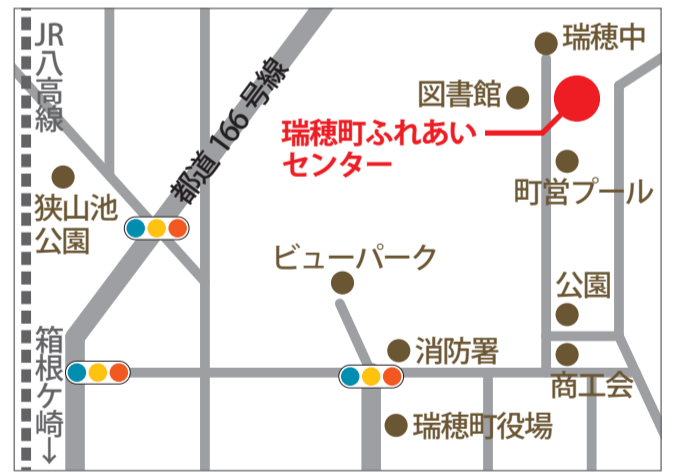 JR八高線
都道166号線
瑞穂中
図書館
瑞穂町ふれあい
センター
町営プール
狭山池
公園
ビューパーク
公園
箱根ケ崎↓
消防署
商工会
瑞穂町役場